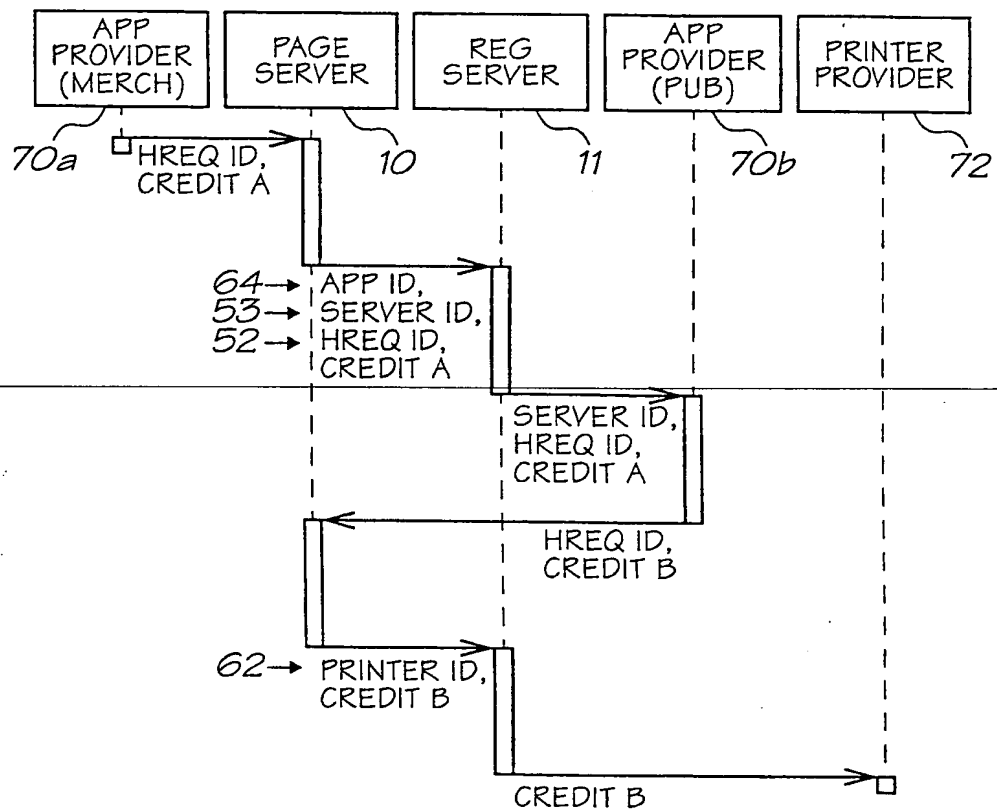 APP
PROVIDER
(MERCH)
PAGE
SERVER
REG
SERVER
APP
PROVIDER
(PUB)
PRINTER
PROVIDER
70a
10
11
70b
72
HREQ ID,
CREDIT A
64
APP ID,
53
SERVER ID,
52
HREQ ID,
CREDIT A
SERVER ID,
HREQ ID,
CREDIT A
HREQ ID,
CREDIT B
62
PRINTER ID,
CREDIT B
CREDIT B